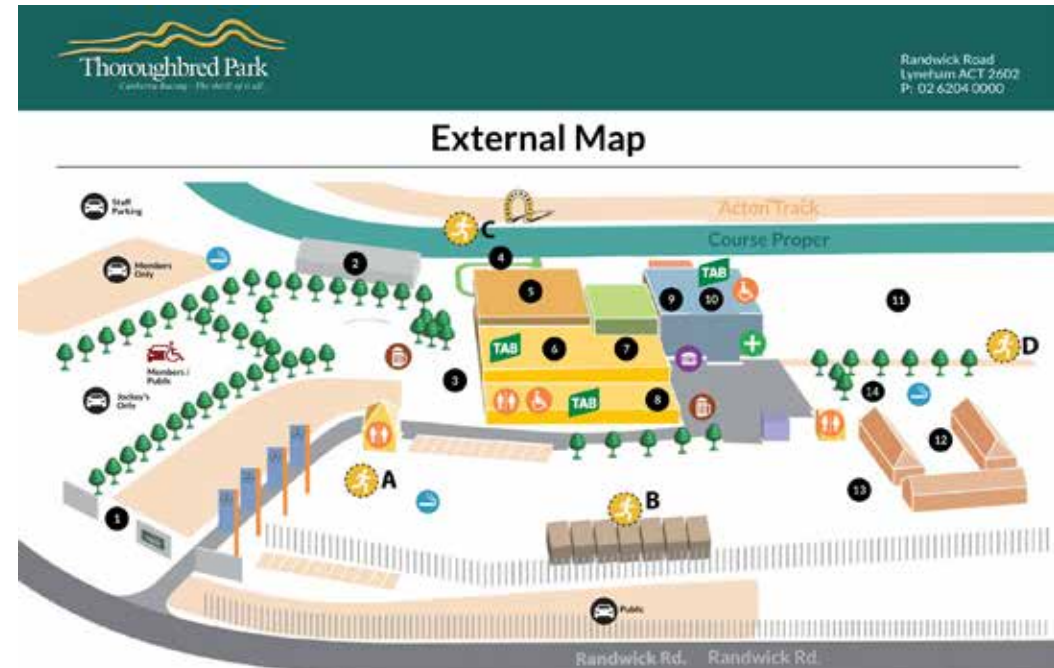 Thoroughbred Park
Canberra Racing - The thrill of it all
Randwick Road
Lyneham ACT 2602
P: 02 6204 0000
External Map
Staff
Parking
Acton Track
C
Course Proper
Members
Only
2
4
TAB
5
9
10
11
TAB
6
7
D
Members /
Public
3
14
Jockey's
Only
TAB
8
12
A
13
B
1
Public
Randwick Rd. Randwick Rd.